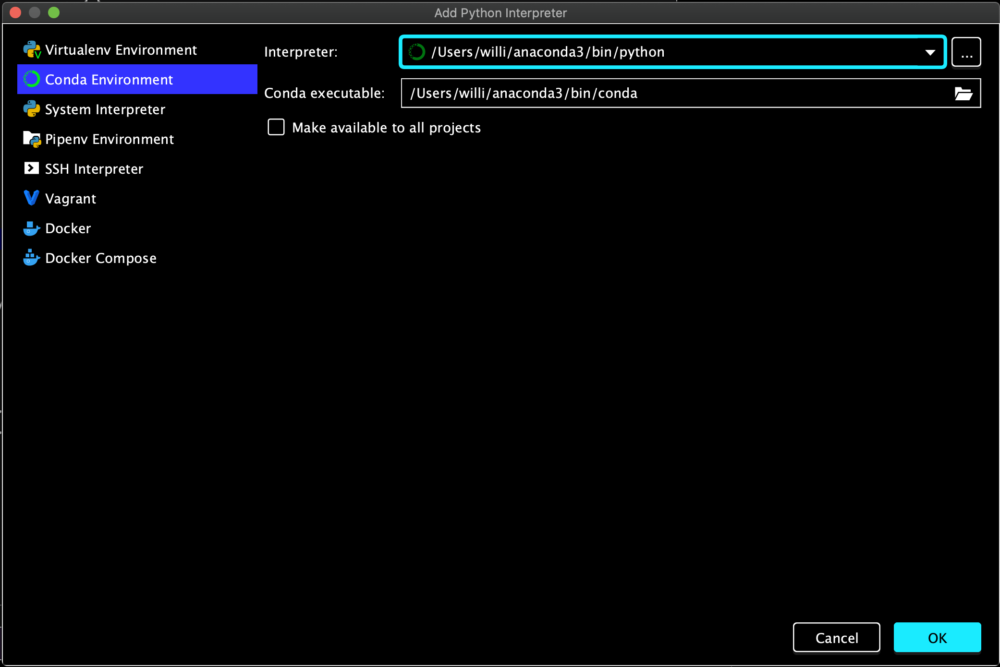 Add Python Interpreter
Virtualenv Environment
Conda Environment
System Interpreter
Pipenv Environment
SSH Interpreter
Vagrant
Docker
Docker Compose
Interpreter: /Users/willi/anaconda3/bin/python ...
Conda executable: /Users/willi/anaconda3/bin/conda
Make available to all projects
Cancel OK